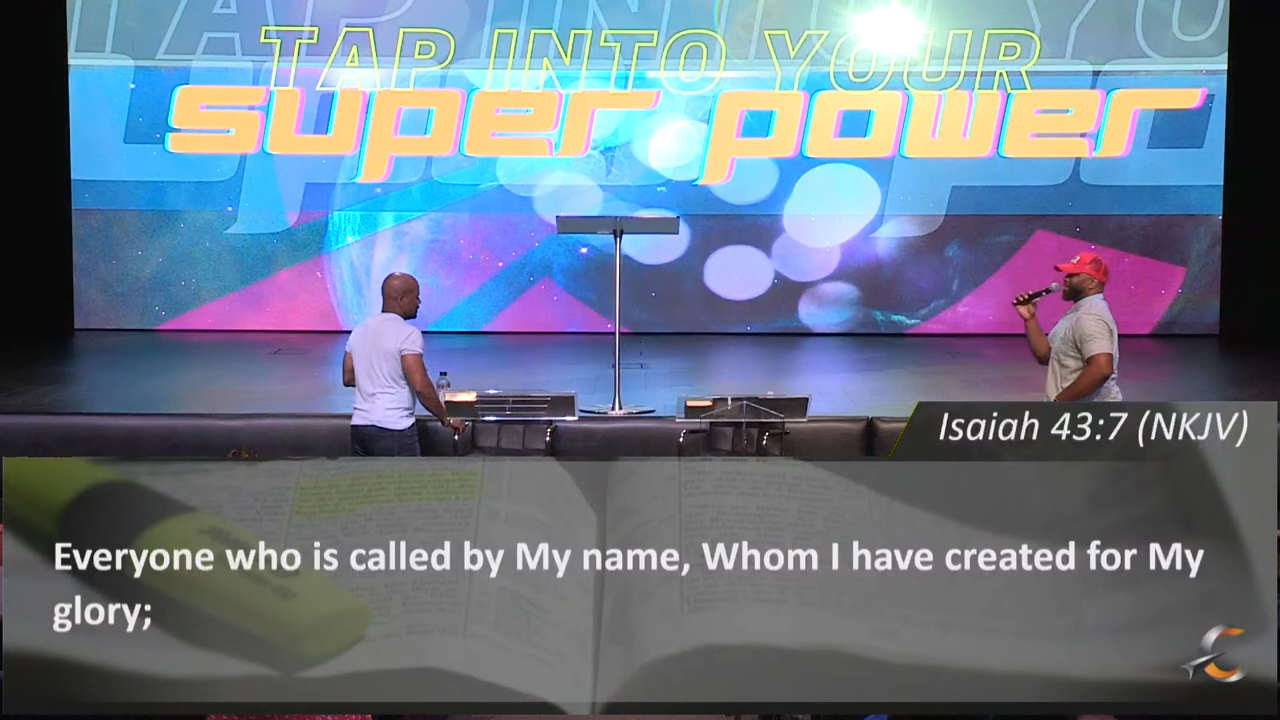 TAP INTO YOUR
super power
Isaiah 43:7 (NKJV)
Everyone who is called by My name, Whom I have created for My
glory;